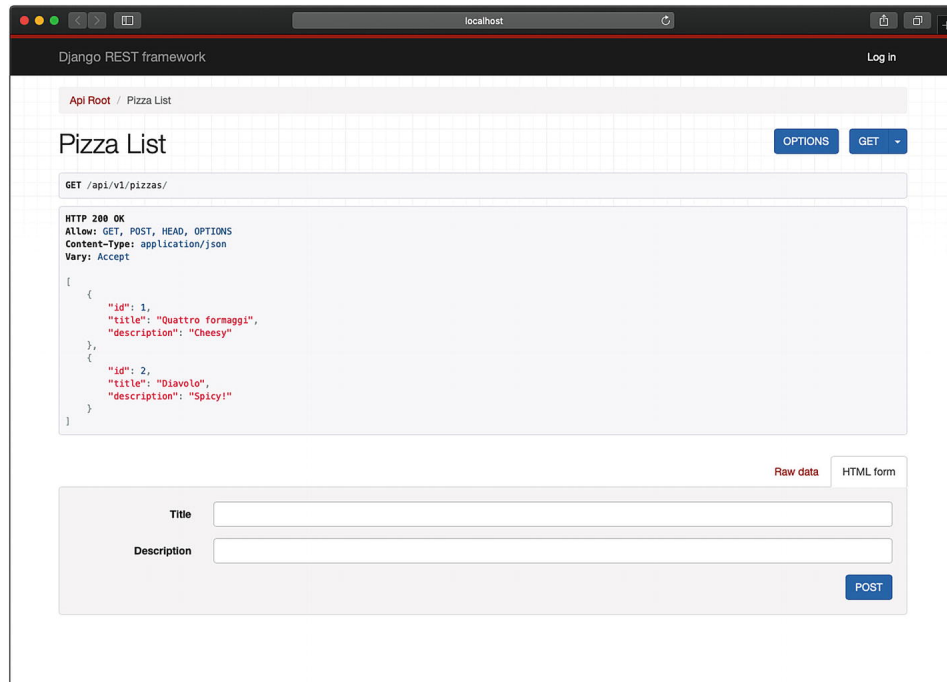 localhost
Django REST framework
Log in
Api Root / Pizza List
Pizza List
OPTIONS
GET
GET /api/v1/pizzas/
HTTP 200 OK
Allow: GET, POST, HEAD, OPTIONS
Content-Type: application/json
Vary: Accept
[
    {
        "id": 1,
        "title": "Quattro formaggi",
        "description": "Cheesy"
    },
    {
        "id": 2,
        "title": "Diavolo",
        "description": "Spicy!"
    }
]
Raw data
HTML form
Title
Description
POST